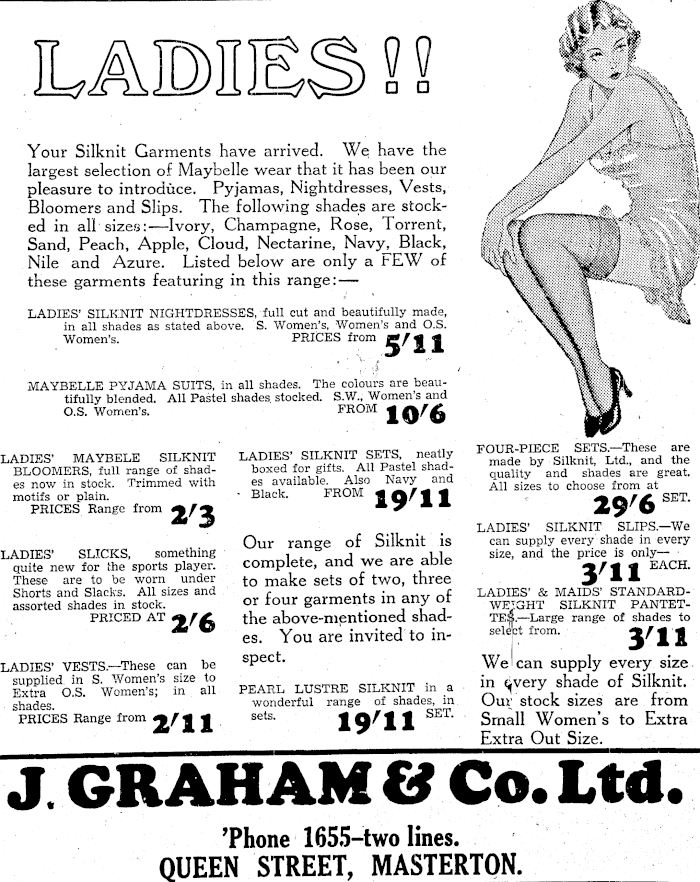 LADIES!!
Your Silknit Garments have arrived. We have the
largest selection of Maybelle wear that it has been our
pleasure to introduce. Pyjamas, Nightdresses, Vests,
Bloomers and Slips. The following shades are stock-
ed in all sizes:—Ivory, Champagne, Rose, Torrent,
Sand, Peach, Apple, Cloud, Nectarine, Navy, Black,
Nile and Azure. Listed below are only a FEW of
these garments featuring in this range:—
LADIES' SILKNIT NIGHTDRESSES, full cut and beautifully made,
in all shades as stated above. S. Women's, Women's and O.S.
Women's. PRICES from 5/11
MAYBELLE PYJAMA SUITS, in all shades. The colours are beau-
tifully blended. All Pastel shades stocked. S.W., Women's and
O.S. Women's. FROM 10/6
LADIES' MAYBELE SILKNIT
BLOOMERS, full range of shad-
es now in stock. Trimmed with
motifs or plain.
PRICES Range from 2/3
LADIES' SLICKS, something
quite new for the sports player.
These are to be worn under
Shorts and Slacks. All sizes and
assorted shades in stock.
PRICED AT 2/6
LADIES' VESTS.—These can be
supplied in S. Women's size to
Extra O.S. Women's; in all
shades.
PRICES Range from 2/11
LADIES' SILKNIT SETS, neatly
boxed for gifts. All Pastel shad-
es available. Also Navy and
Black. FROM 19/11
Our range of Silknit is
complete, and we are able
to make sets of two, three
or four garments in any of
the above-mentioned shad-
es. You are invited to in-
spect.
PEARL LUSTRE SILKNIT in a
wonderful range of shades, in
sets. 19/11 SET.
FOUR-PIECE SETS.—These are
made by Silknit, Ltd., and the
quality and shades are great.
All sizes to choose from at
29/6 SET.
LADIES' SILKNIT SLIPS.—We
can supply every shade in every
size, and the price is only—
3/11 EACH.
LADIES' & MAIDS' STANDARD-
WEIGHT SILKNIT PANTET-
TES.—Large range of shades to
select from. 3/11
We can supply every size
in every shade of Silknit.
Our stock sizes are from
Small Women's to Extra
Extra Out Size.
J. GRAHAM & Co. Ltd.
'Phone 1655–two lines.
QUEEN STREET, MASTERTON.